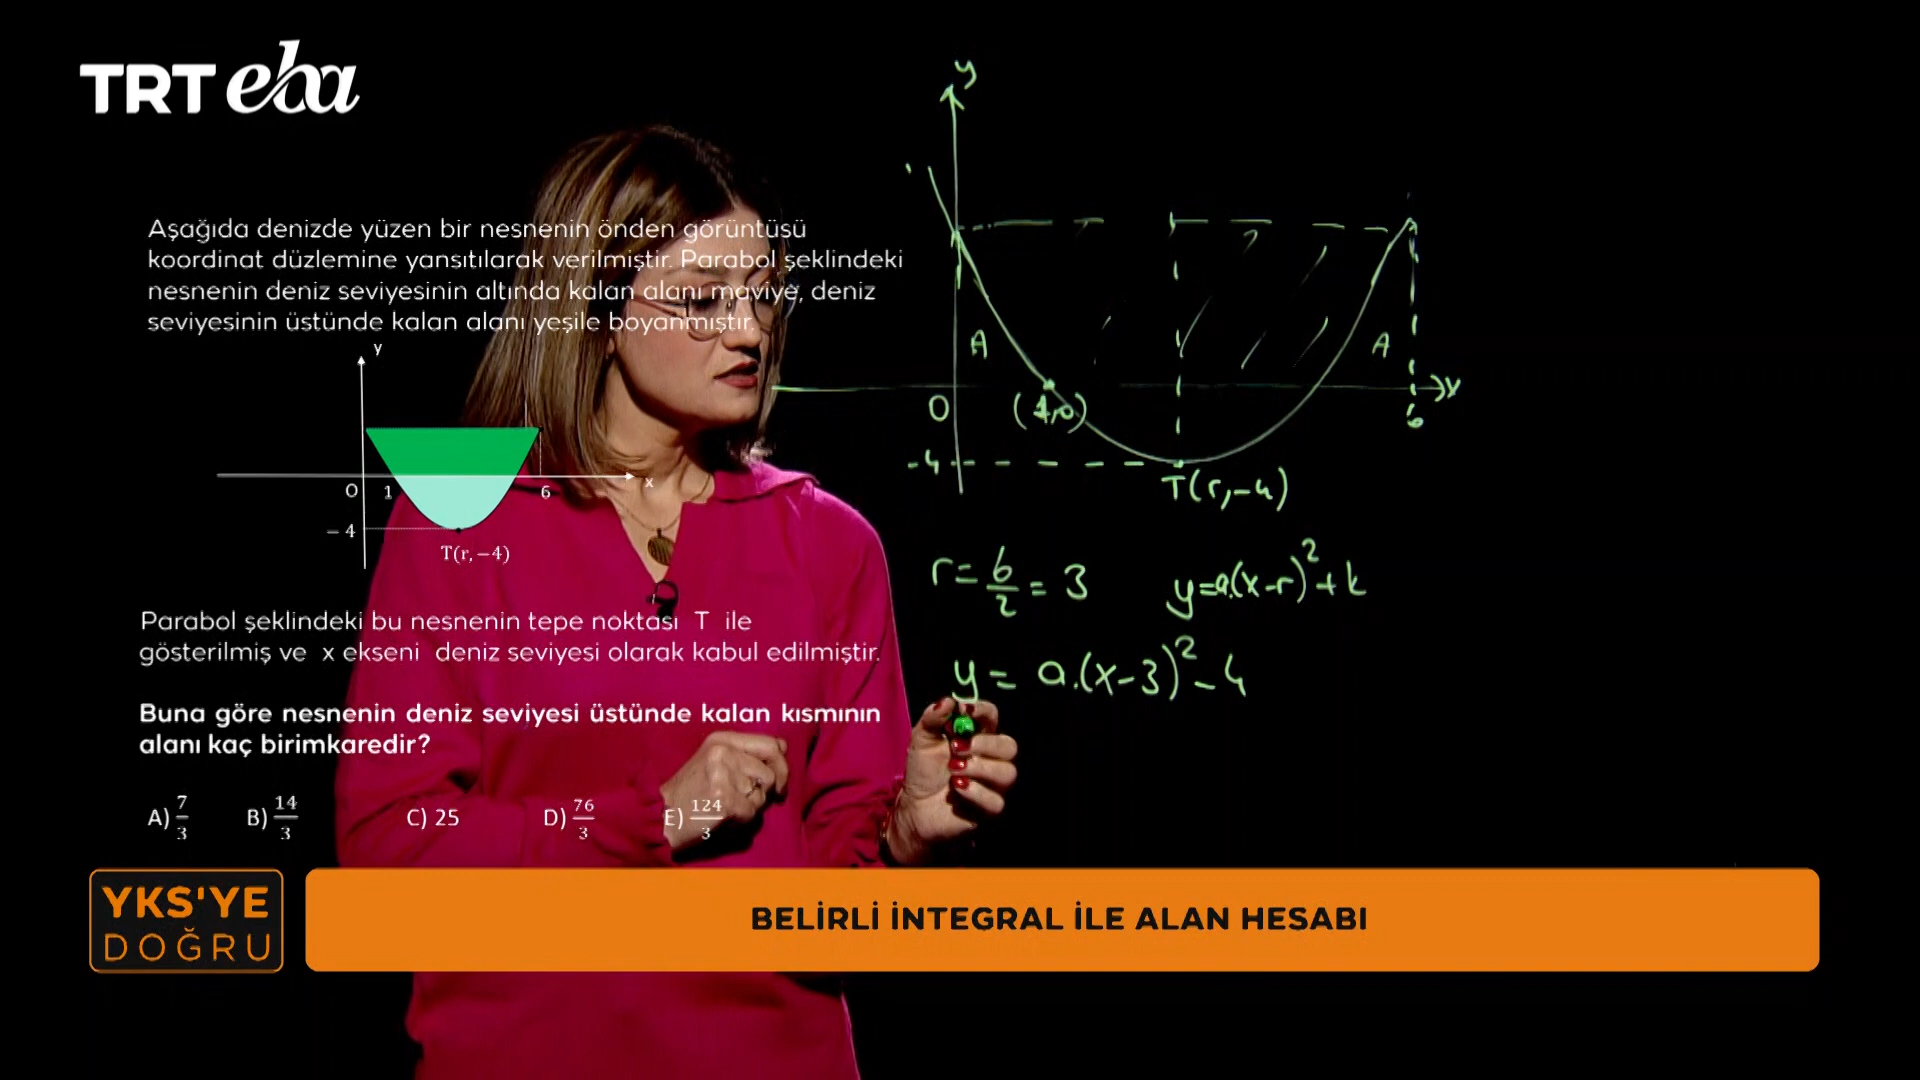 TRT eba
Aşağıda denizde yüzen bir nesnenin önden görüntüsü
koordinat düzlemine yansıtılarak verilmiştir. Parabol şeklindeki
nesnenin deniz seviyesinin altında kalan alanı maviye, deniz
seviyesinin üstünde kalan alanı yeşile boyanmıştır.
y
x
O 1 6
-4
T(r, -4)
Parabol şeklindeki bu nesnenin tepe noktası T ile
gösterilmiş ve x ekseni deniz seviyesi olarak kabul edilmiştir.
Buna göre nesnenin deniz seviyesi üstünde kalan kısmının
alanı kaç birimkaredir?
A) 7/3 B) 14/3 C) 25 D) 76/3 E) 124/3
y
A A
x
0 (1,0) 6
-4
T(r,-4)
r = 6/2 = 3 y=a.(x-r)²+k
y = a.(x-3)²-4
YKS'YE
DOĞRU
BELİRLİ İNTEGRAL İLE ALAN HESABI